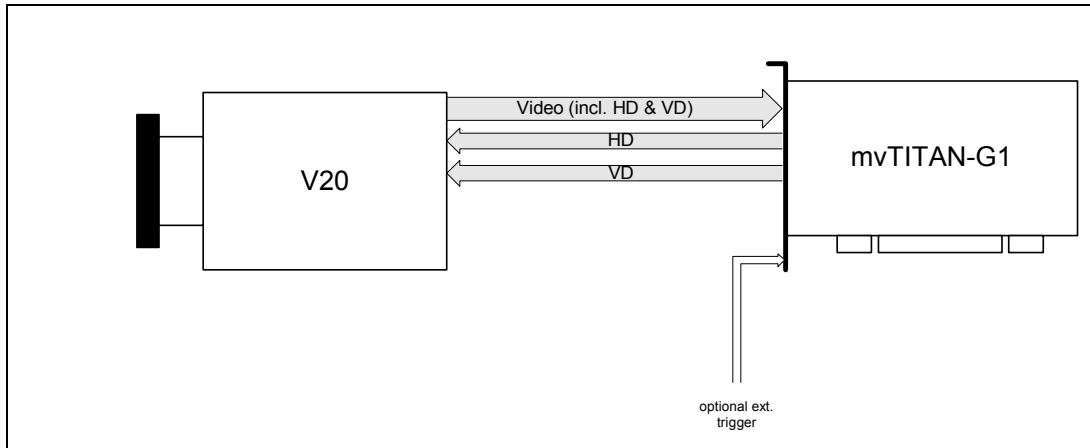 Video (incl. HD & VD)
HD
VD
V20
mvTITAN-G1
optional ext.
trigger